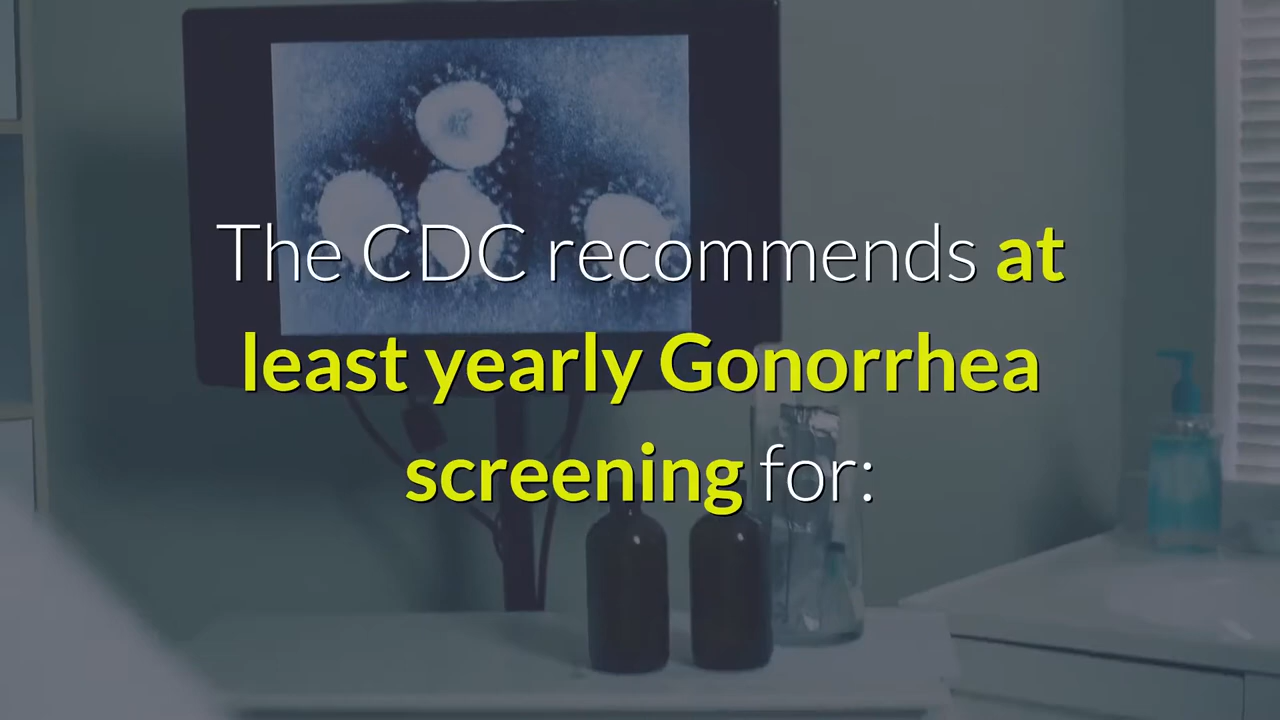 The CDC recommends at
least yearly Gonorrhea
screening for: